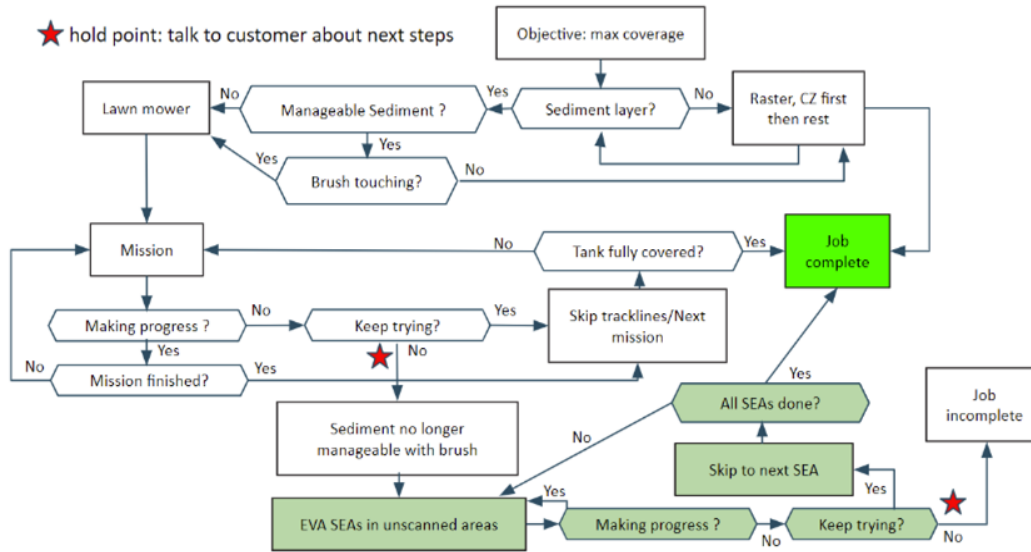 hold point: talk to customer about next steps
Objective: max coverage
Lawn mower
No
Manageable Sediment ?
Yes
Sediment layer?
No
Raster, CZ first
then rest
Yes
Yes
Brush touching?
No
Mission
No
Tank fully covered?
Yes
Job
complete
Making progress ?
No
Keep trying?
Yes
Skip tracklines/Next
mission
Yes
No
No
Mission finished?
Yes
Yes
All SEAs done?
Job
incomplete
Sediment no longer
manageable with brush
No
Skip to next SEA
Yes
Yes
EVA SEAs in unscanned areas
Making progress ?
No
Keep trying?
No